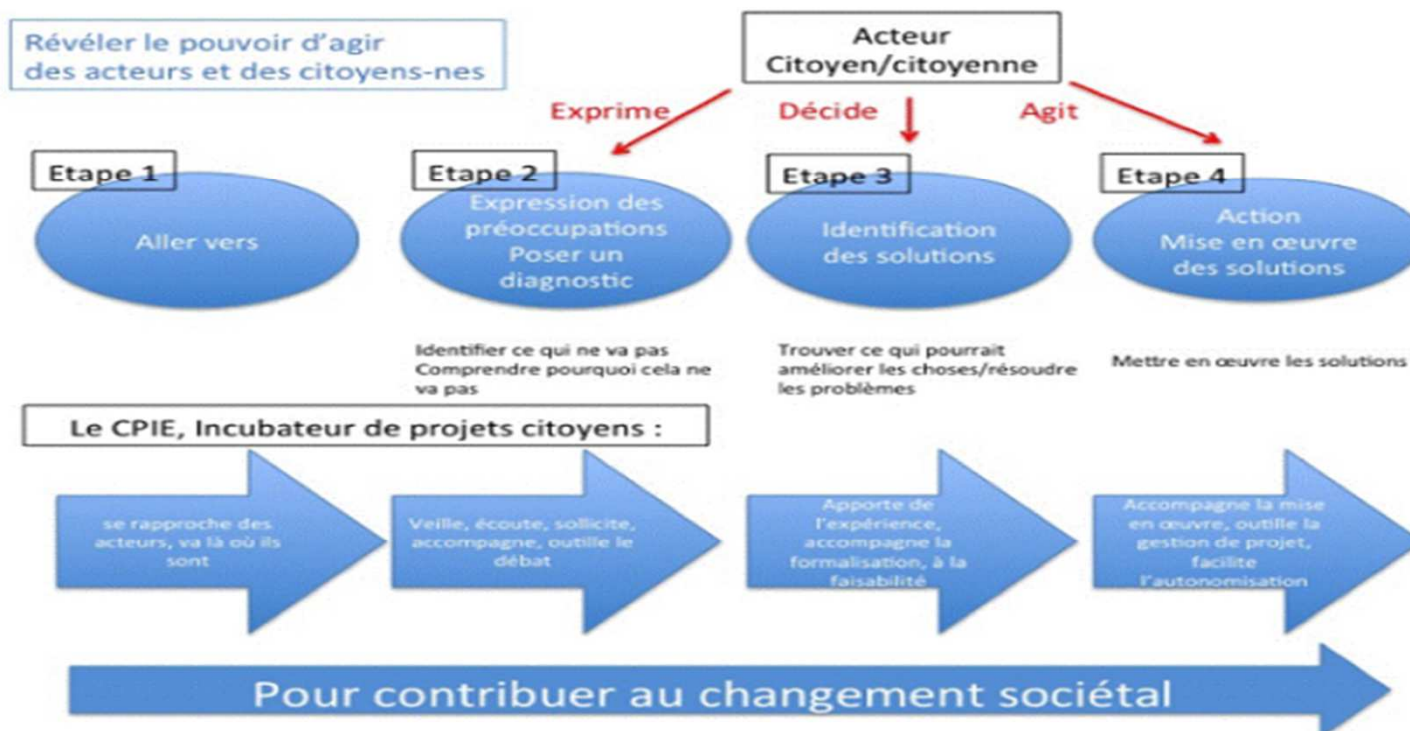 Révéler le pouvoir d'agir
des acteurs et des citoyens-nes
Acteur
Citoyen/citoyenne
Exprime
Décide
Agit
Etape 1
Aller vers
Etape 2
Expression des
préoccupations
Poser un
diagnostic
Etape 3
Identification
des solutions
Etape 4
Action
Mise en œuvre
des solutions
Identifier ce qui ne va pas
Comprendre pourquoi cela ne
va pas
Trouver ce qui pourrait
améliorer les choses/résoudre
les problèmes
Mettre en œuvre les solutions
Le CPIE, Incubateur de projets citoyens :
se rapproche des
acteurs, va là où ils
sont
Veille, écoute, sollicite,
accompagne, outille le
débat
Apporte de
l'expérience,
accompagne la
formalisation, à la
faisabilité
Accompagne la mise
en œuvre, outille la
gestion de projet,
facilite
l'autonomisation
Pour contribuer au changement sociétal